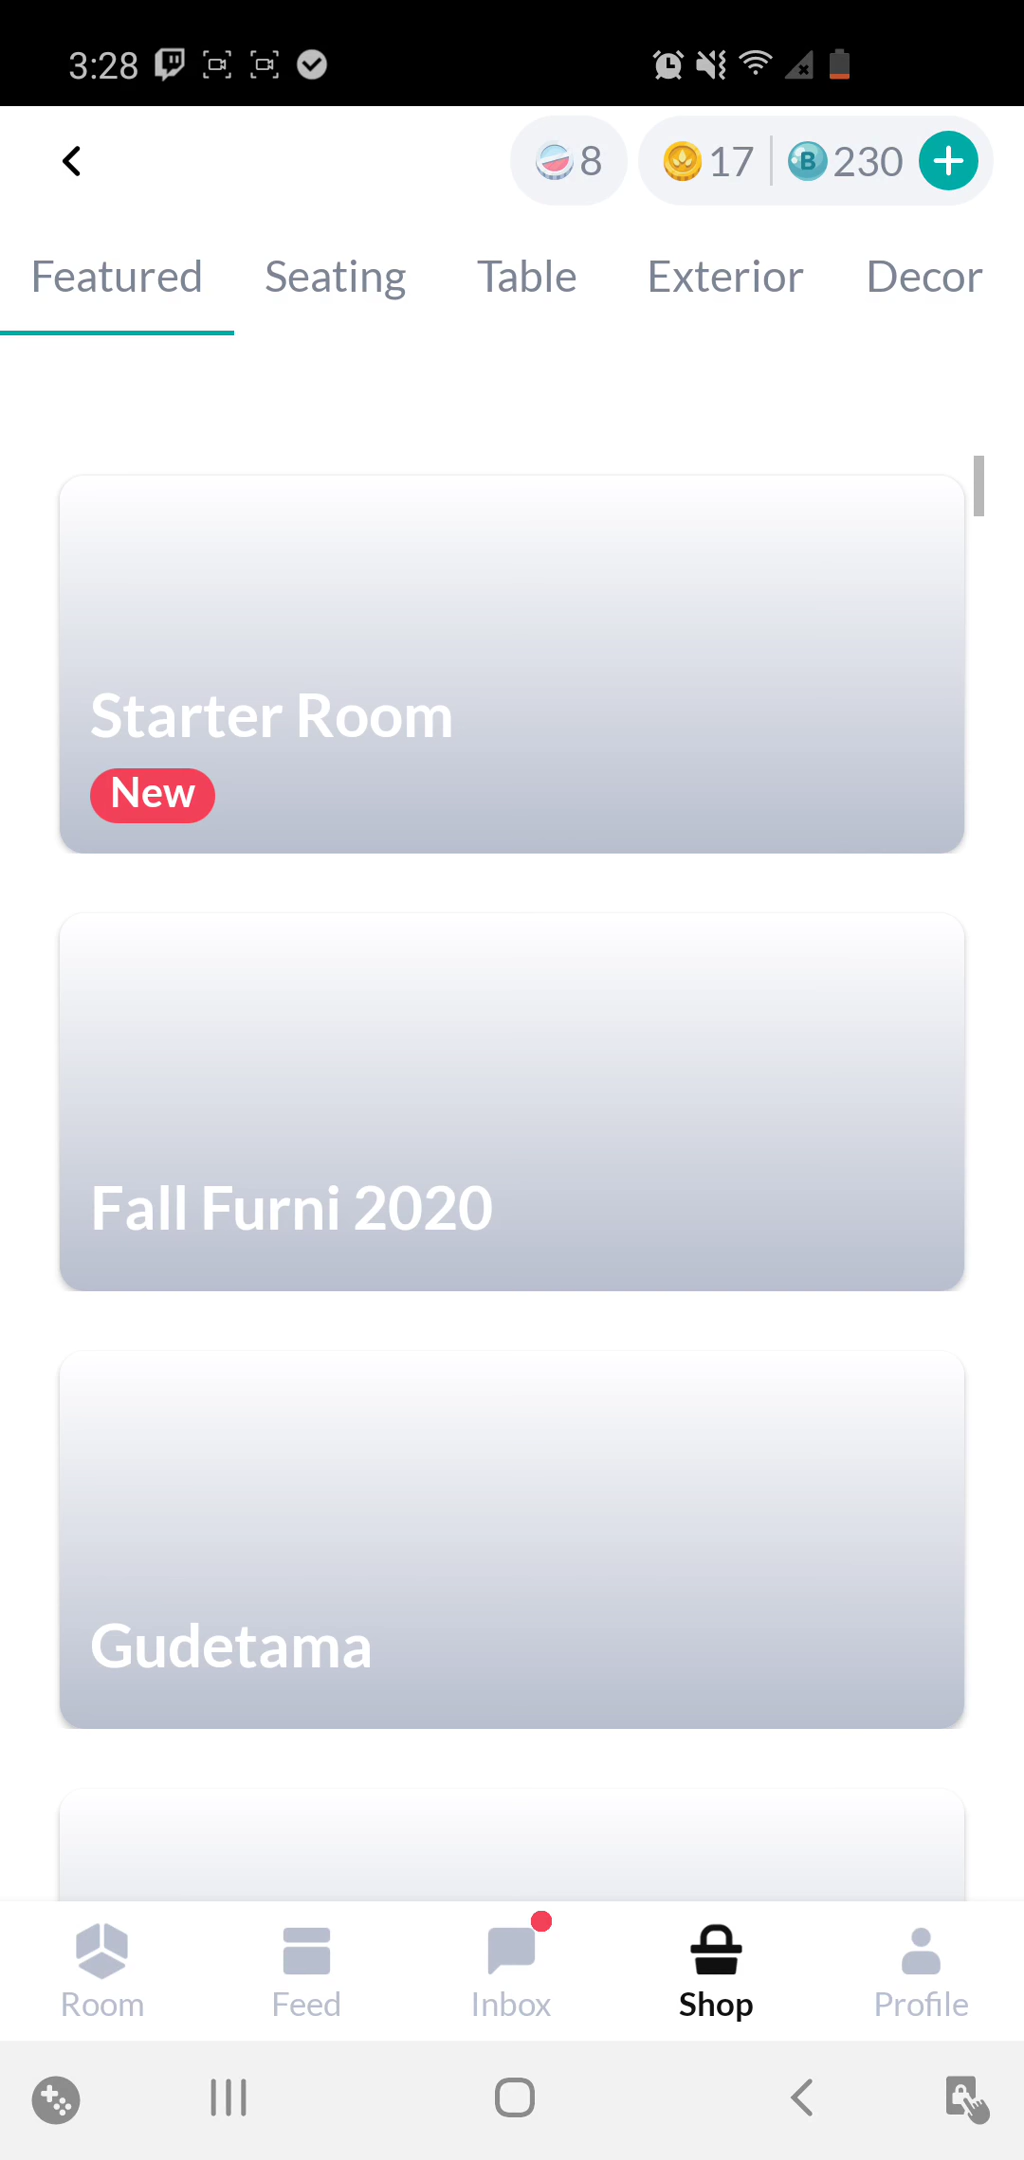 3:28
8 17 B 230
Featured Seating Table Exterior Decor
Starter Room
New
Fall Furni 2020
Gudetama
Room Feed Inbox Shop Profile